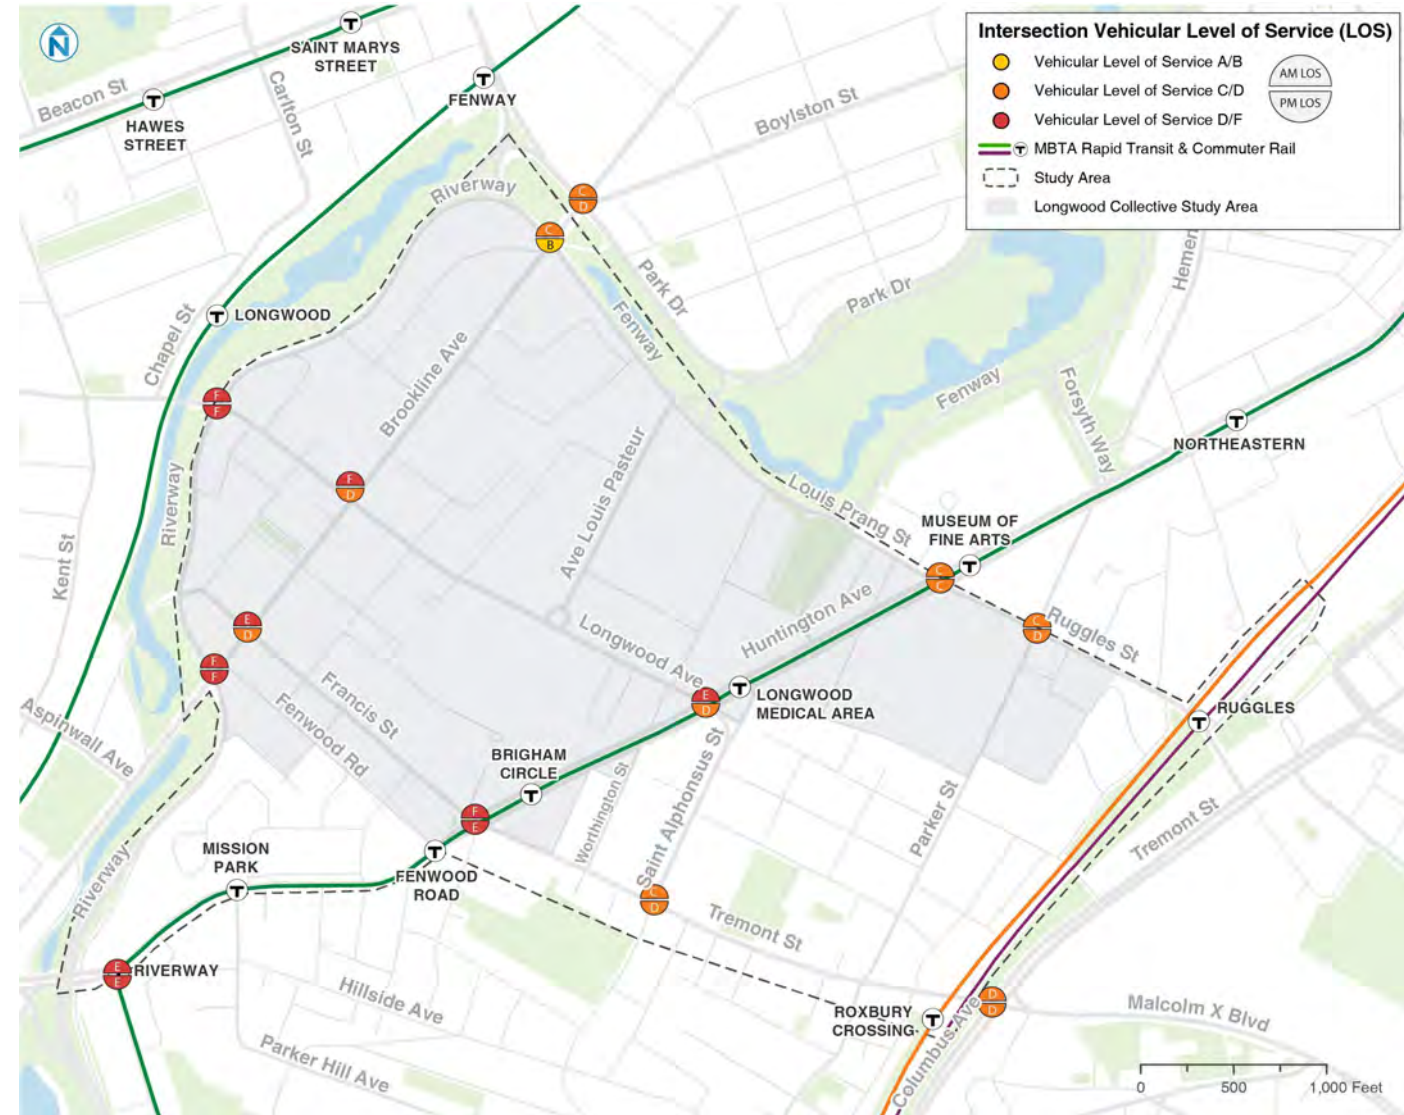 Intersection Vehicular Level of Service (LOS)
Vehicular Level of Service A/B
Vehicular Level of Service C/D
Vehicular Level of Service D/F
AM LOS
PM LOS
T MBTA Rapid Transit & Commuter Rail
Study Area
Longwood Collective Study Area
N
T
SAINT MARYS
STREET
Beacon St
T
HAWES
STREET
Carlton St
T
FENWAY
Boylston St
Riverway
C
D
C
B
Park Dr
Park Dr
Hemen
Fenway
Fenway
Forsyth Way
T LONGWOOD
Chapel St
Brookline Ave
F
F
F
D
Riverway
Kent St
Ave Louis Pasteur
Louis Prang St
T
NORTHEASTERN
MUSEUM OF
FINE ARTS
T
C
C
Huntington Ave
C
D
Ruggles St
Longwood Ave
E
D
F
F
Francis St
Fenwood Rd
Aspinwall Ave
E
D
T
LONGWOOD
MEDICAL AREA
RUGGLES
T
BRIGHAM
CIRCLE
T
F
E
Worthington St
Saint Alphonsus St
Parker St
Tremont St
MISSION
PARK
T
T
FENWOOD
ROAD
Riverway
C
D
Tremont St
E
E
RIVERWAY
Hillside Ave
Parker Hill Ave
ROXBURY
CROSSING
T
D
D
Columbus Ave
Malcolm X Blvd
0 500 1,000 Feet